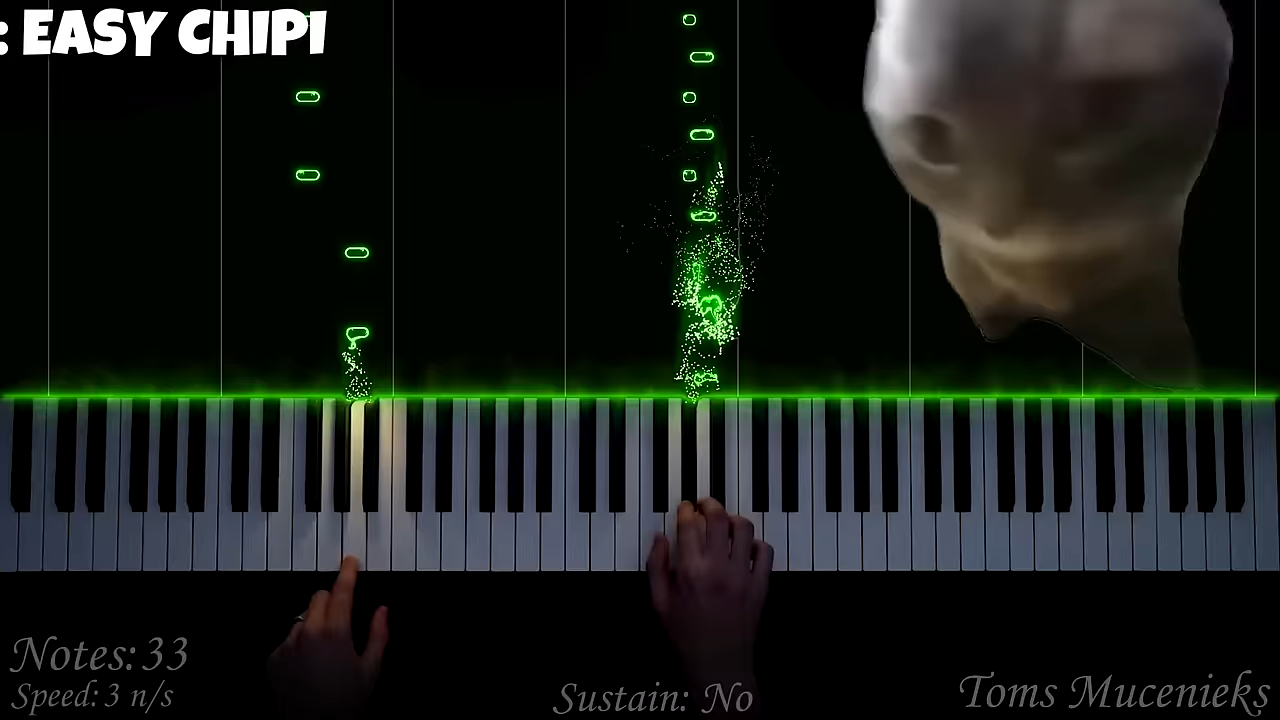 : EASY CHIPI
Notes: 33
Speed: 3 n/s
Sustain: No
Toms Mucenieks